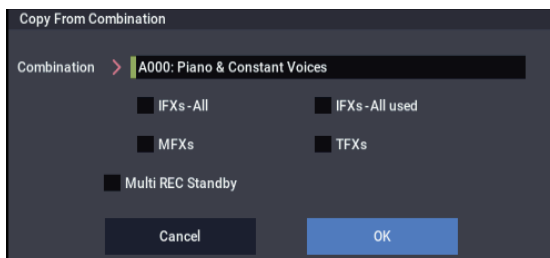 Copy From Combination
Combination > A000: Piano & Constant Voices
IFXs-All IFXs-All used
MFXs TFXs
Multi REC Standby
Cancel OK